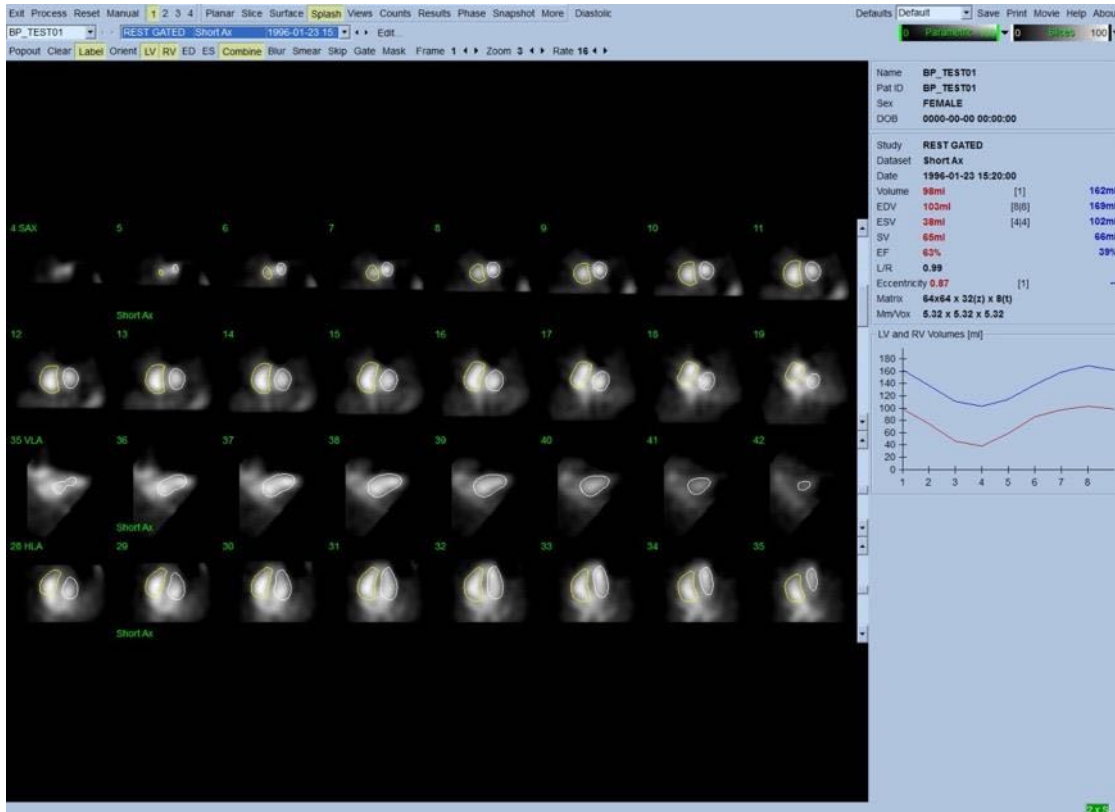 Exit Process Reset Manual 1 2 3 4 Planar Slice Surface Splash Views Counts Results Phase Snapshot More Diastolic Defaults Default Save Print Movie Help Abou
BP_TEST01 REST GATED Short Ax 1996-01-23 15: Edit...
0 Parametric 0 Slices 100
Popout Clear Label Orient LV RV ED ES Combine Blur Smear Skip Gate Mask Frame 1 Zoom 3 Rate 16
Name BP_TEST01
Pat ID BP_TEST01
Sex FEMALE
DOB 0000-00-00 00:00:00
Study REST GATED
Dataset Short Ax
Date 1996-01-23 15:20:00
Volume 98ml [1] 162ml
EDV 103ml [8|8] 169ml
ESV 38ml [4|4] 102ml
SV 65ml 66ml
EF 63% 39%
L/R 0.99
Eccentricity 0.87 [1] --
Matrix 64x64 x 32(z) x 8(t)
Mm/Vox 5.32 x 5.32 x 5.32
LV and RV Volumes [ml]
180
160
140
120
100
80
60
40
20
0
1 2 3 4 5 6 7 8
4 SAX 5 6 7 8 9 10 11
Short Ax
12 13 14 15 16 17 18 19
35 VLA 36 37 38 39 40 41 42
Short Ax
28 HLA 29 30 31 32 33 34 35
Short Ax
2 x 5